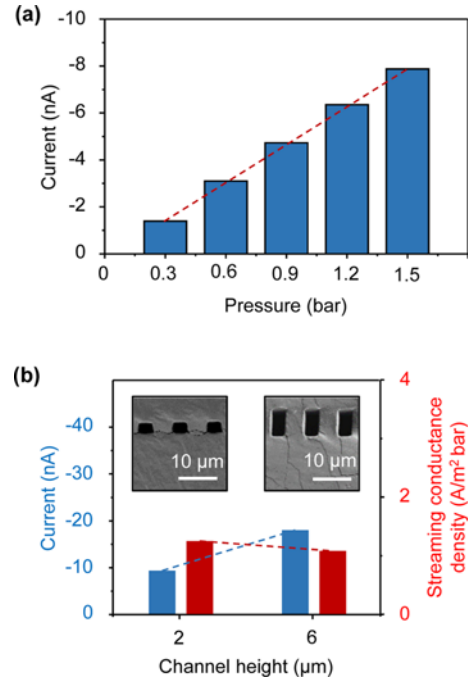 (a)
-10
-8
-6
-4
-2
0
Current (nA)
0 0.3 0.6 0.9 1.2 1.5
Pressure (bar)
(b)
-40
-30
-20
-10
0
Current (nA)
10 µm
10 µm
4
2
2
0
Streaming conductance
density (A/m² bar)
2 6
Channel height (µm)